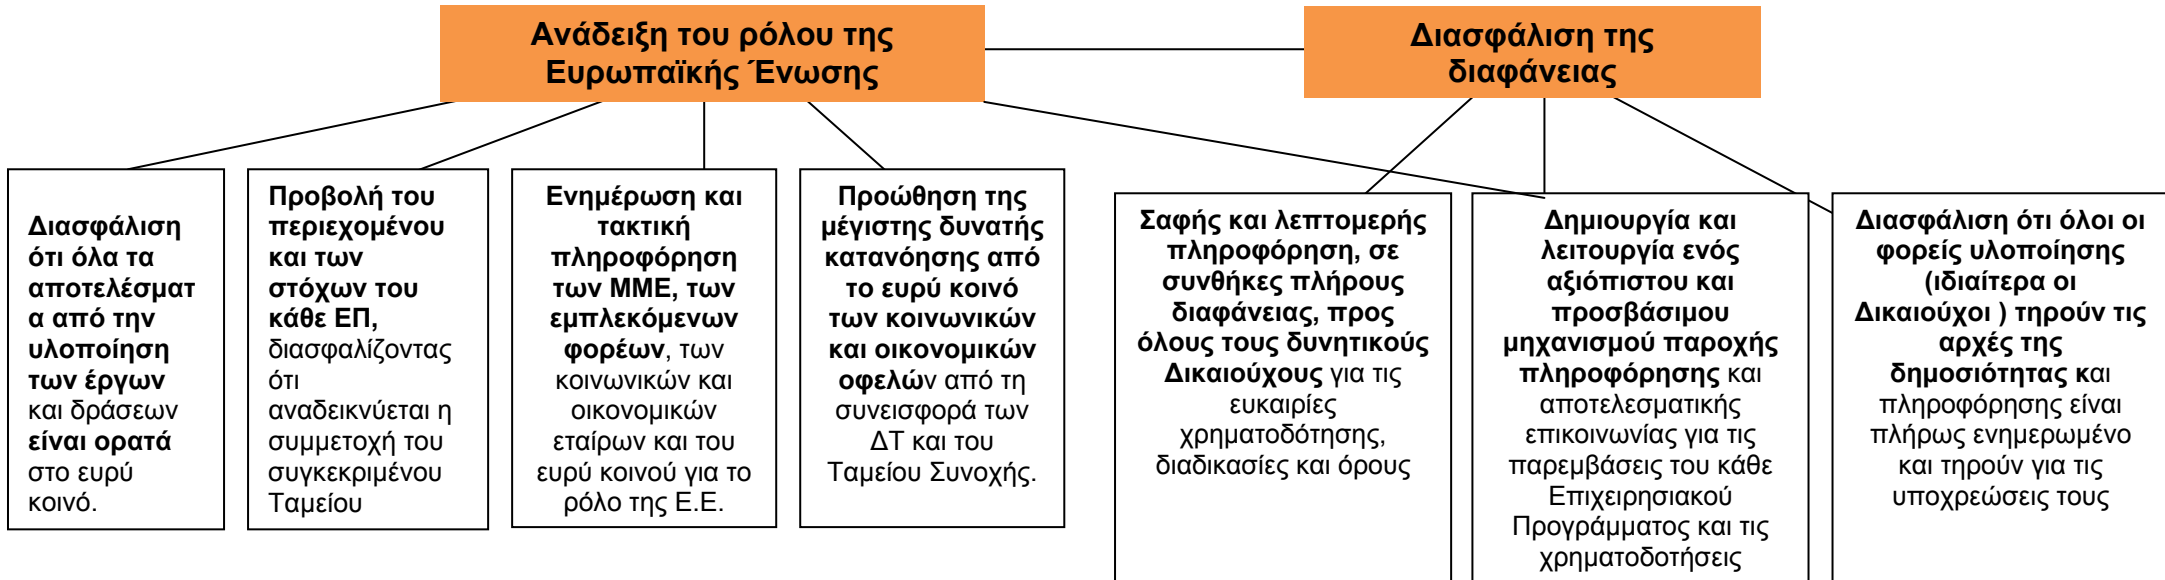 Ανάδειξη του ρόλου της
Ευρωπαϊκής Ένωσης
Διασφάλιση της
διαφάνειας
Διασφάλιση
ότι όλα τα
αποτελέσματ
α από την
υλοποίηση
των έργων
και δράσεων
είναι ορατά
στο ευρύ
κοινό.
Προβολή του
περιεχομένου
και των
στόχων του
κάθε ΕΠ,
διασφαλίζοντας
ότι
αναδεικνύεται η
συμμετοχή του
συγκεκριμένου
Ταμείου
Ενημέρωση και
τακτική
πληροφόρηση
των ΜΜΕ, των
εμπλεκόμενων
φορέων, των
κοινωνικών και
οικονομικών
εταίρων και του
ευρύ κοινού για το
ρόλο της Ε.Ε.
Προώθηση της
μέγιστης δυνατής
κατανόησης από
το ευρύ κοινό
των κοινωνικών
και οικονομικών
οφελών από τη
συνεισφορά των
ΔΤ και του
Ταμείου Συνοχής.
Σαφής και λεπτομερής
πληροφόρηση, σε
συνθήκες πλήρους
διαφάνειας, προς
όλους τους δυνητικούς
Δικαιούχους για τις
ευκαιρίες
χρηματοδότησης,
διαδικασίες και όρους
Δημιουργία και
λειτουργία ενός
αξιόπιστου και
προσβάσιμου
μηχανισμού παροχής
πληροφόρησης και
αποτελεσματικής
επικοινωνίας για τις
παρεμβάσεις του κάθε
Επιχειρησιακού
Προγράμματος και τις
χρηματοδοτήσεις
Διασφάλιση ότι όλοι οι
φορείς υλοποίησης
(ιδιαίτερα οι
Δικαιούχοι ) τηρούν τις
αρχές της
δημοσιότητας και
πληροφόρησης είναι
πλήρως ενημερωμένο
και τηρούν για τις
υποχρεώσεις τους